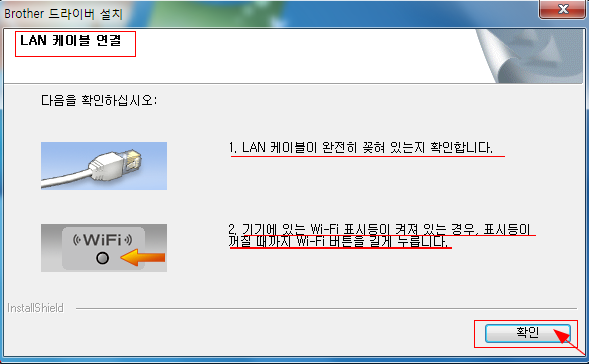 Brother 드라이버 설치
LAN 케이블 연결
다음을 확인하십시오:
1. LAN 케이블이 완전히 꽂혀 있는지 확인합니다.
WiFi
2. 기기에 있는 Wi-Fi 표시등이 켜져 있는 경우, 표시등이
꺼질 때까지 Wi-Fi 버튼을 길게 누릅니다.
InstallShield
확인